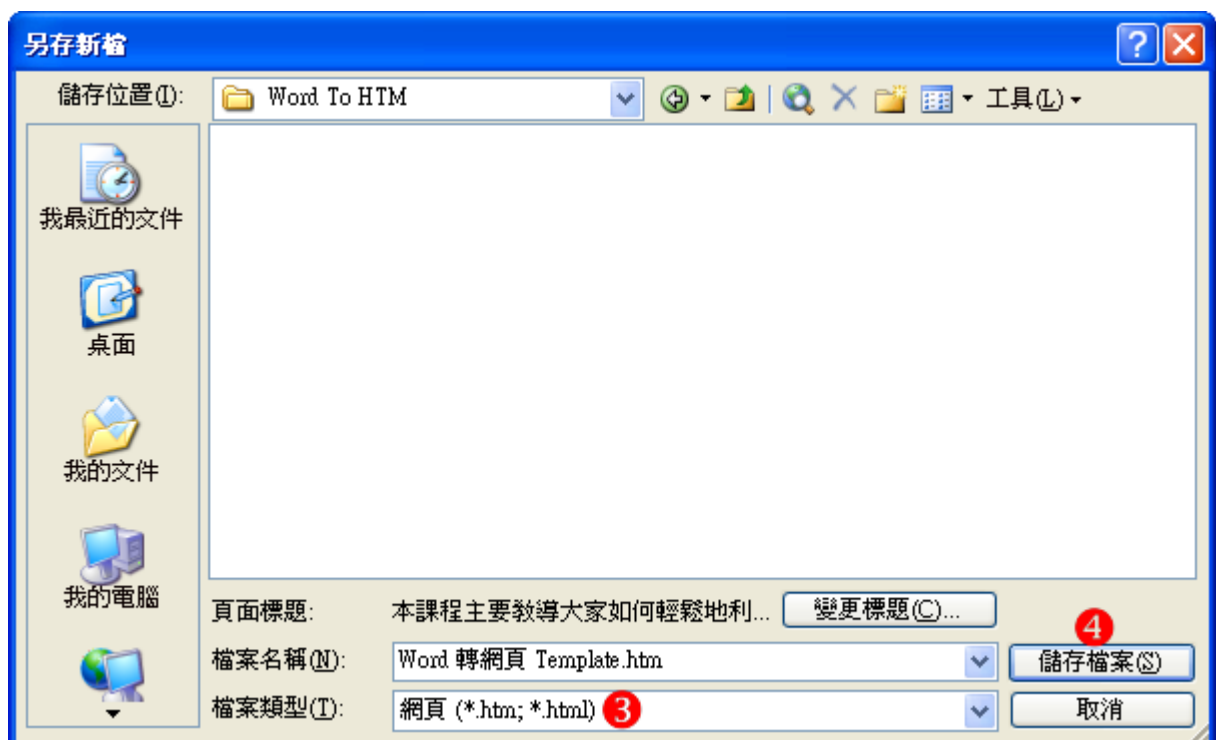 另存新檔
儲存位置(I): Word To HTM 工具(L)
我最近的文件
桌面
我的文件
我的電腦
頁面標題: 本課程主要教導大家如何輕鬆地利... 變更標題(C)...
4
檔案名稱(N): Word 轉網頁 Template.htm 儲存檔案(S)
檔案類型(T): 網頁 (*.htm; *.html) 3 取消